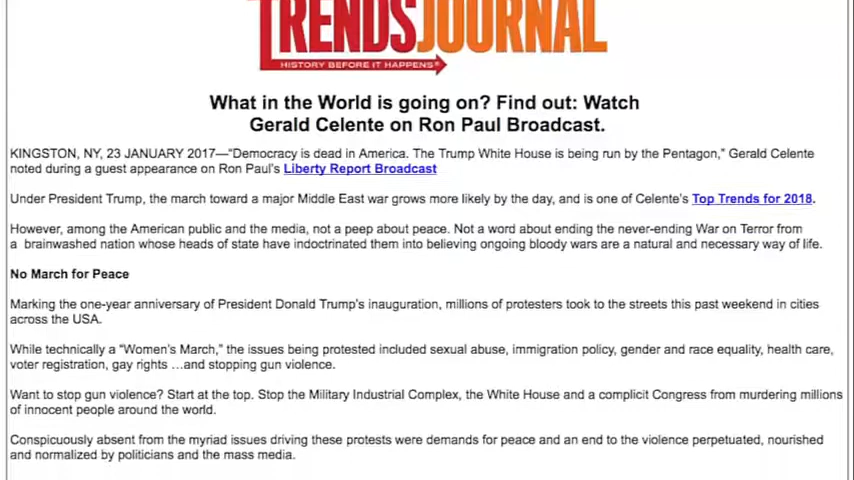 TRENDSJOURNAL
HISTORY BEFORE IT HAPPENS®
What in the World is going on? Find out: Watch
Gerald Celente on Ron Paul Broadcast.
KINGSTON, NY, 23 JANUARY 2017—“Democracy is dead in America. The Trump White House is being run by the Pentagon,” Gerald Celente
noted during a guest appearance on Ron Paul’s Liberty Report Broadcast
Under President Trump, the march toward a major Middle East war grows more likely by the day, and is one of Celente’s Top Trends for 2018.
However, among the American public and the media, not a peep about peace. Not a word about ending the never-ending War on Terror from
a brainwashed nation whose heads of state have indoctrinated them into believing ongoing bloody wars are a natural and necessary way of life.
No March for Peace
Marking the one-year anniversary of President Donald Trump’s inauguration, millions of protesters took to the streets this past weekend in cities
across the USA.
While technically a “Women’s March,” the issues being protested included sexual abuse, immigration policy, gender and race equality, health care,
voter registration, gay rights …and stopping gun violence.
Want to stop gun violence? Start at the top. Stop the Military Industrial Complex, the White House and a complicit Congress from murdering millions
of innocent people around the world.
Conspicuously absent from the myriad issues driving these protests were demands for peace and an end to the violence perpetuated, nourished
and normalized by politicians and the mass media.